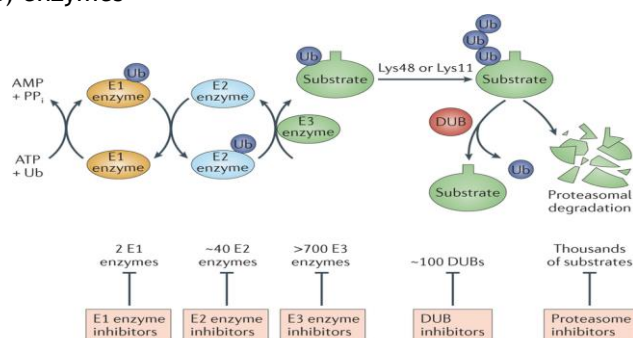 enzymes
Ub
Ub
Ub
Ub
AMP
+ PPi
E1
enzyme
Ub
E2
enzyme
Substrate
Lys48 or Lys11
Substrate
ATP
+ Ub
E1
enzyme
E2
enzyme
Ub
E3
enzyme
DUB
Substrate
Ub
Proteasomal
degradation
2 E1
enzymes
~40 E2
enzymes
>700 E3
enzymes
~100 DUBs
Thousands
of substrates
E1 enzyme
inhibitors
E2 enzyme
inhibitors
E3 enzyme
inhibitors
DUB
inhibitors
Proteasome
inhibitors